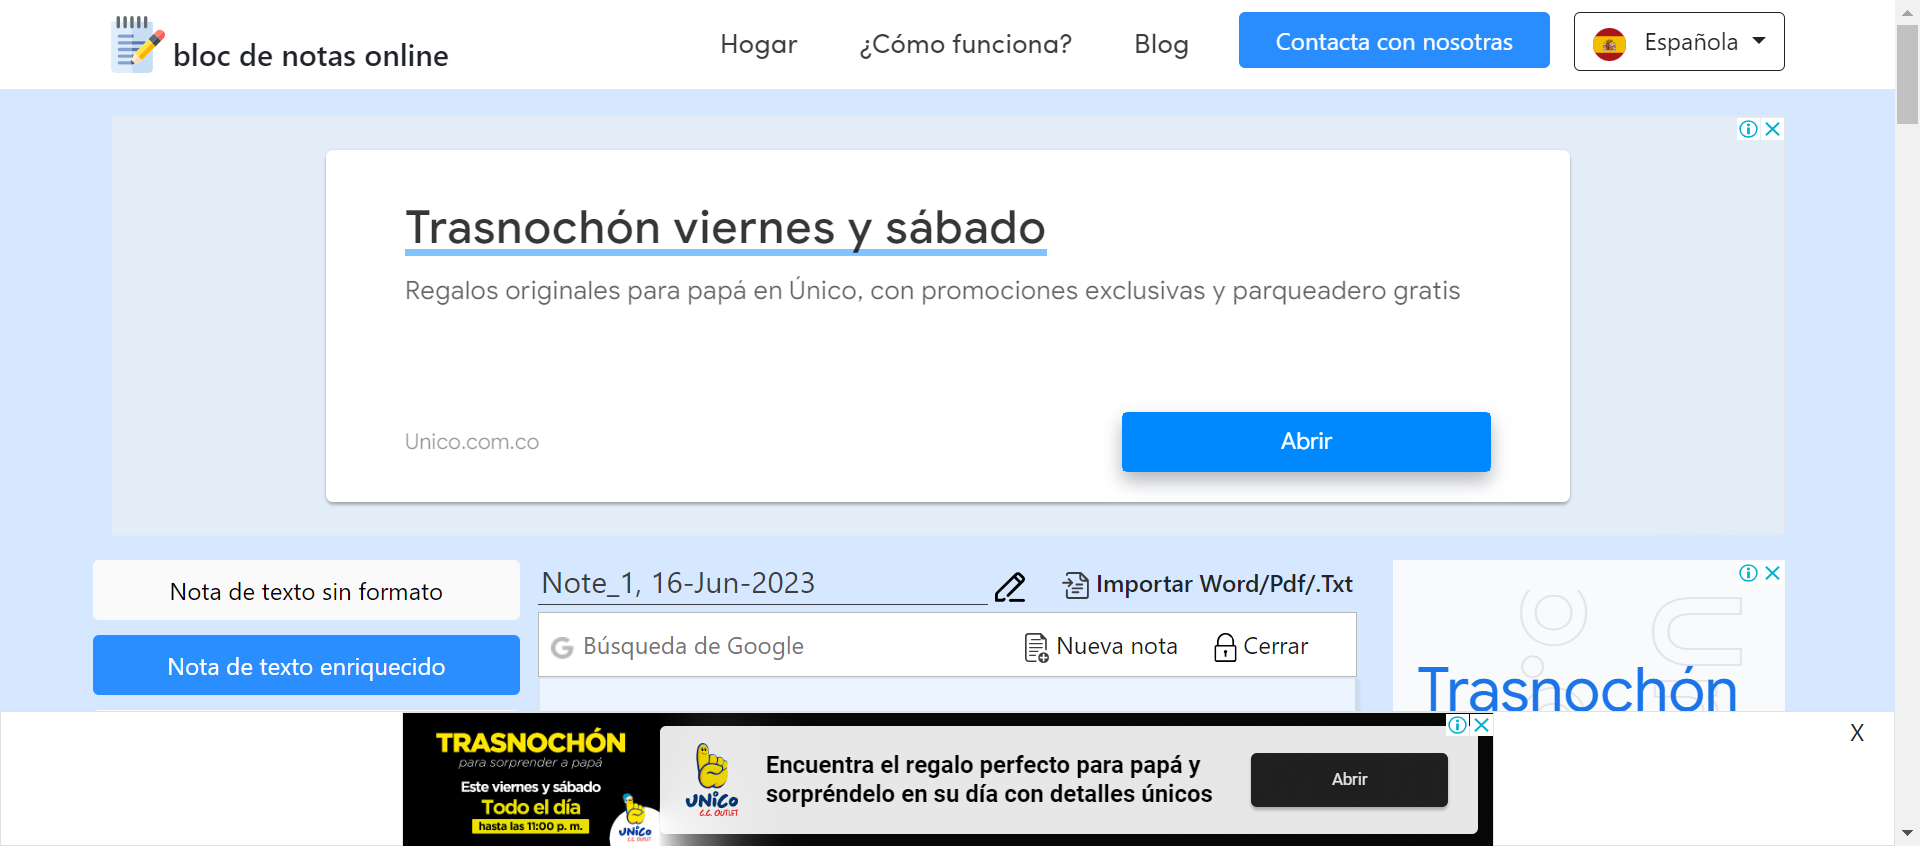 bloc de notas online
Hogar
¿Cómo funciona?
Blog
Contacta con nosotras
Española
Trasnochón viernes y sábado
Regalos originales para papá en Único, con promociones exclusivas y parqueadero gratis
Unico.com.co
Abrir
Nota de texto sin formato
Nota de texto enriquecido
Note_1, 16-Jun-2023
Importar Word/Pdf/.Txt
G Búsqueda de Google
Nueva nota
Cerrar
Trasnochón
TRASNOCHÓN
para sorprender a papá
Este viernes y sábado
Todo el día
hasta las 11:00 p. m.
UNiCO
C.C. OUTLET
UNiCO
C.C. OUTLET
Encuentra el regalo perfecto para papá y
sorpréndelo en su día con detalles únicos
Abrir
X